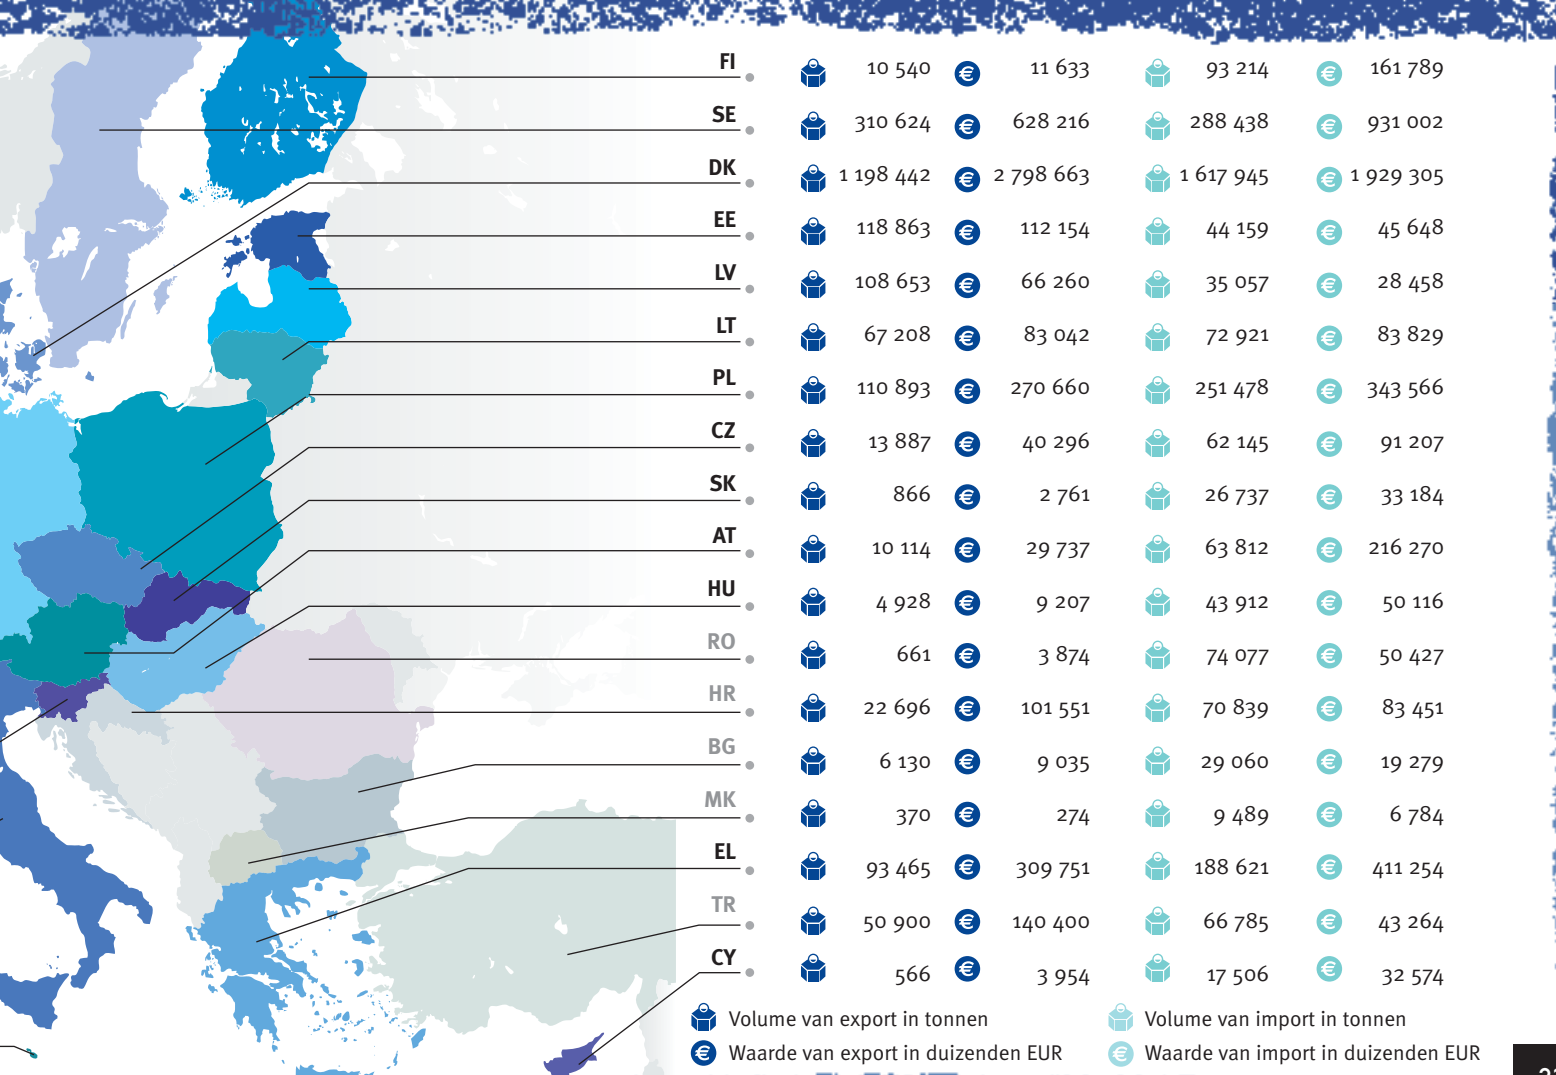 FI 10 540 € 11 633 93 214 € 161 789
SE 310 624 € 628 216 288 438 € 931 002
DK 1 198 442 € 2 798 663 1 617 945 € 1 929 305
EE 118 863 € 112 154 44 159 € 45 648
LV 108 653 € 66 260 35 057 € 28 458
LT 67 208 € 83 042 72 921 € 83 829
PL 110 893 € 270 660 251 478 € 343 566
CZ 13 887 € 40 296 62 145 € 91 207
SK 866 € 2 761 26 737 € 33 184
AT 10 114 € 29 737 63 812 € 216 270
HU 4 928 € 9 207 43 912 € 50 116
RO 661 € 3 874 74 077 € 50 427
HR 22 696 € 101 551 70 839 € 83 451
BG 6 130 € 9 035 29 060 € 19 279
MK 370 € 274 9 489 € 6 784
EL 93 465 € 309 751 188 621 € 411 254
TR 50 900 € 140 400 66 785 € 43 264
CY 566 € 3 954 17 506 € 32 574
Volume van export in tonnen Volume van import in tonnen
€ Waarde van export in duizenden EUR € Waarde van import in duizenden EUR